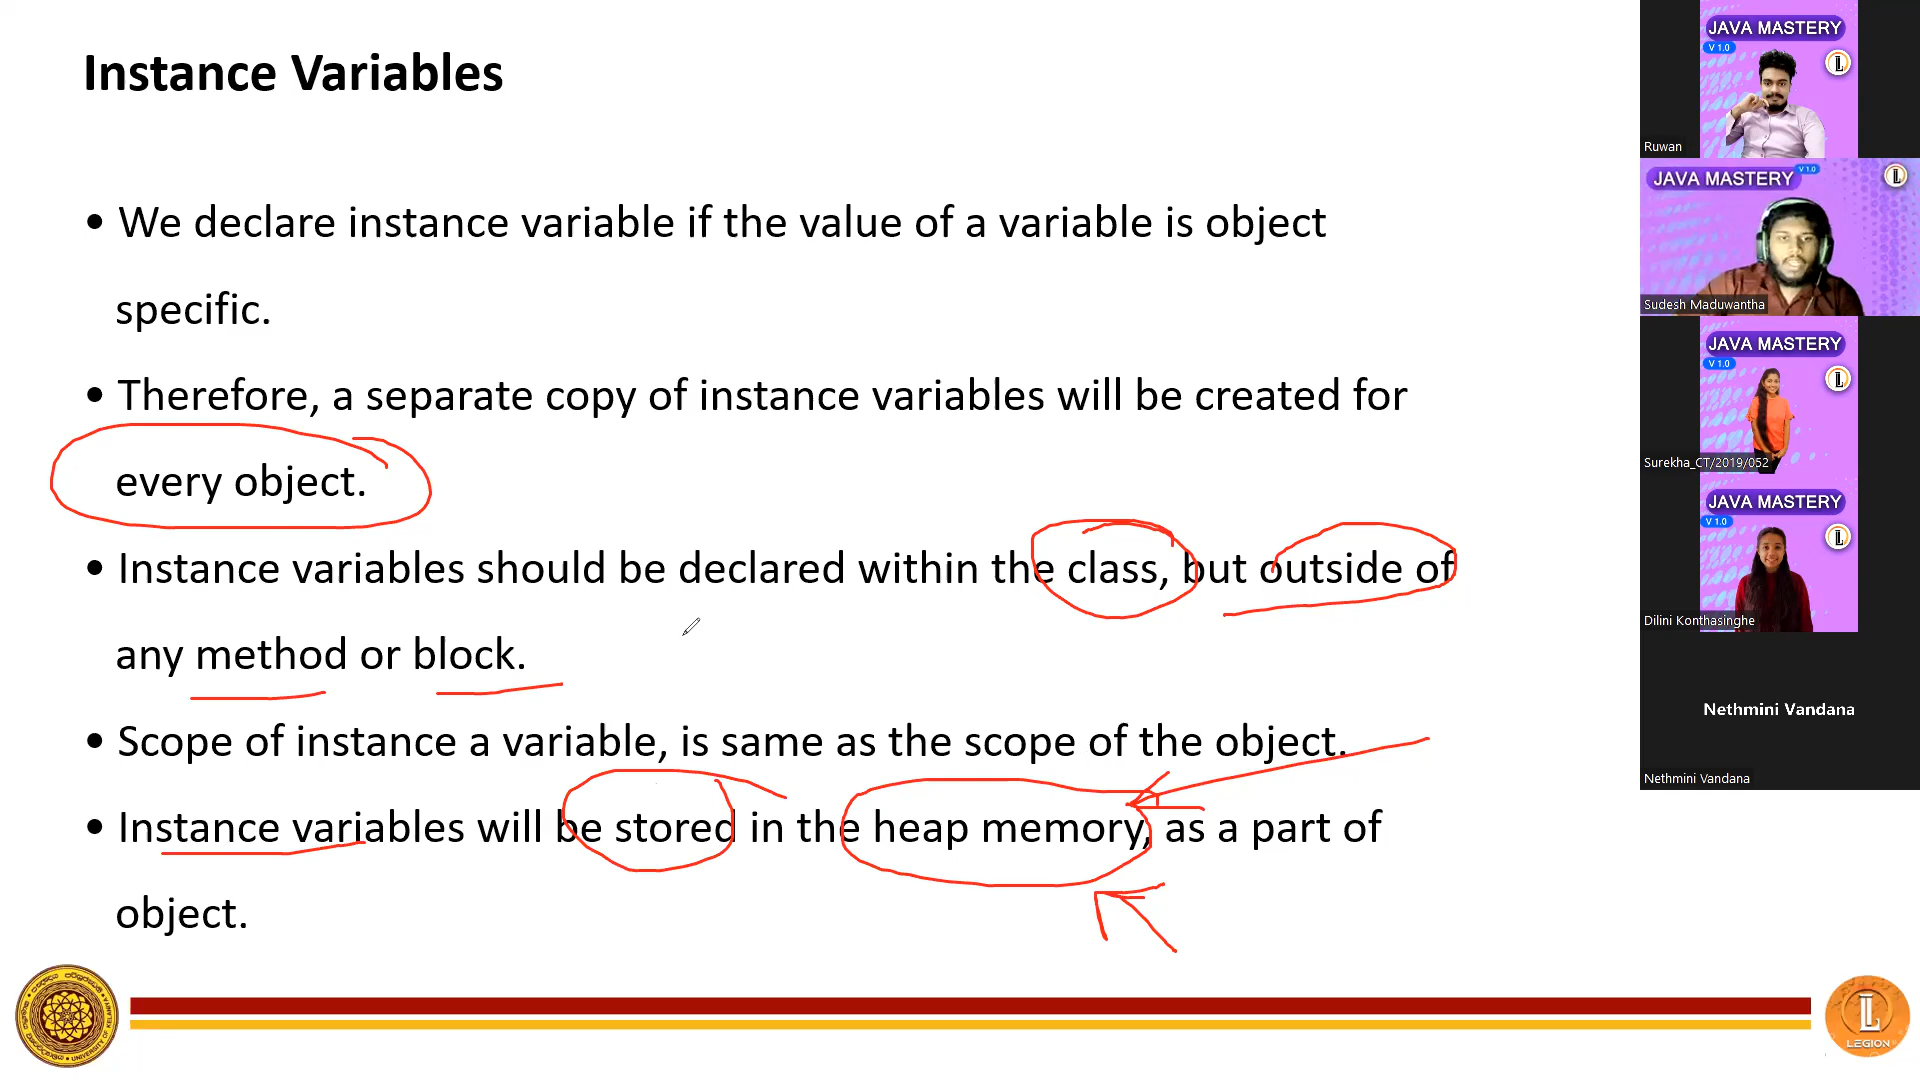 Instance Variables
• We declare instance variable if the value of a variable is object
specific.
• Therefore, a separate copy of instance variables will be created for
every object.
• Instance variables should be declared within the class, but outside of
any method or block.
• Scope of instance a variable, is same as the scope of the object.
• Instance variables will be stored in the heap memory, as a part of
object.
LEGION
JAVA MASTERY
V 1.0
L
Ruwan
JAVA MASTERY
V 1.0
L
Sudesh Maduwantha
JAVA MASTERY
V 1.0
L
Surekha_CT/2019/052
JAVA MASTERY
V 1.0
L
Dilini Konthasinghe
Nethmini Vandana
Nethmini Vandana